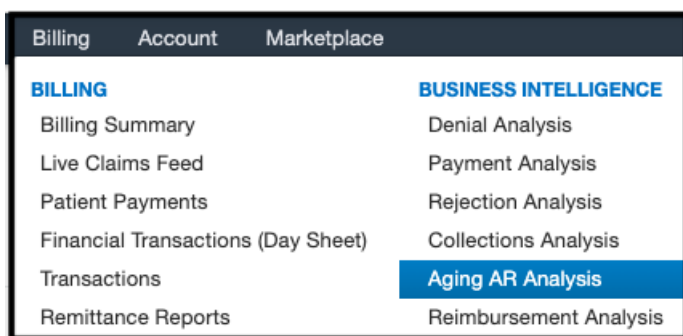 Billing Account Marketplace
BILLING
Billing Summary
Live Claims Feed
Patient Payments
Financial Transactions (Day Sheet)
Transactions
Remittance Reports
BUSINESS INTELLIGENCE
Denial Analysis
Payment Analysis
Rejection Analysis
Collections Analysis
Aging AR Analysis
Reimbursement Analysis